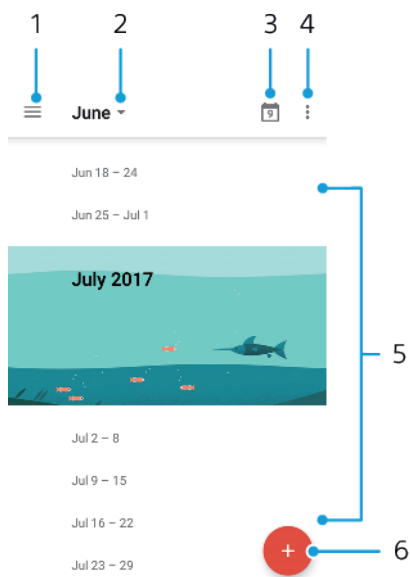 1 2 3 4
June
9
Jun 18 – 24
Jun 25 – Jul 1
July 2017
5
Jul 2 – 8
Jul 9 – 15
Jul 16 – 22
+ 6
Jul 23 – 29